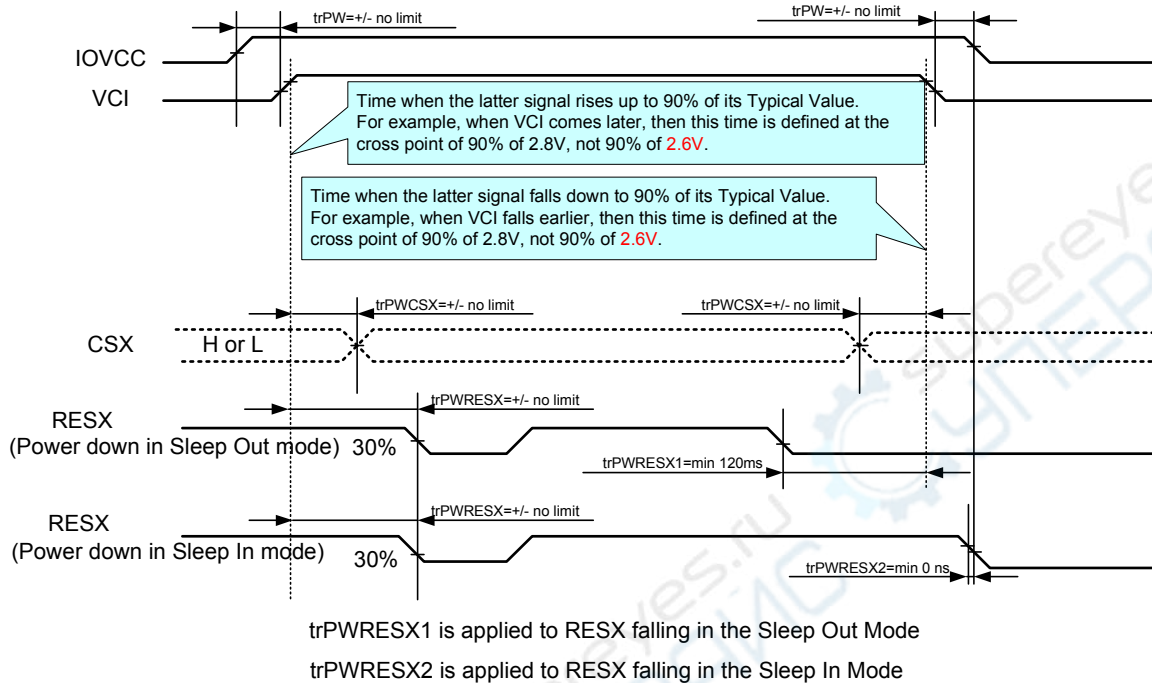 trPW=+/- no limit
trPW=+/- no limit
IOVCC
VCI
Time when the latter signal rises up to 90% of its Typical Value.
For example, when VCI comes later, then this time is defined at the
cross point of 90% of 2.8V, not 90% of 2.6V.
Time when the latter signal falls down to 90% of its Typical Value.
For example, when VCI falls earlier, then this time is defined at the
cross point of 90% of 2.8V, not 90% of 2.6V.
trPWCSX=+/- no limit
trPWCSX=+/- no limit
CSX
H or L
trPWRESX=+/- no limit
RESX
(Power down in Sleep Out mode)
30%
trPWRESX1=min 120ms
trPWRESX=+/- no limit
RESX
(Power down in Sleep In mode)
30%
trPWRESX2=min 0 ns
trPWRESX1 is applied to RESX falling in the Sleep Out Mode
trPWRESX2 is applied to RESX falling in the Sleep In Mode